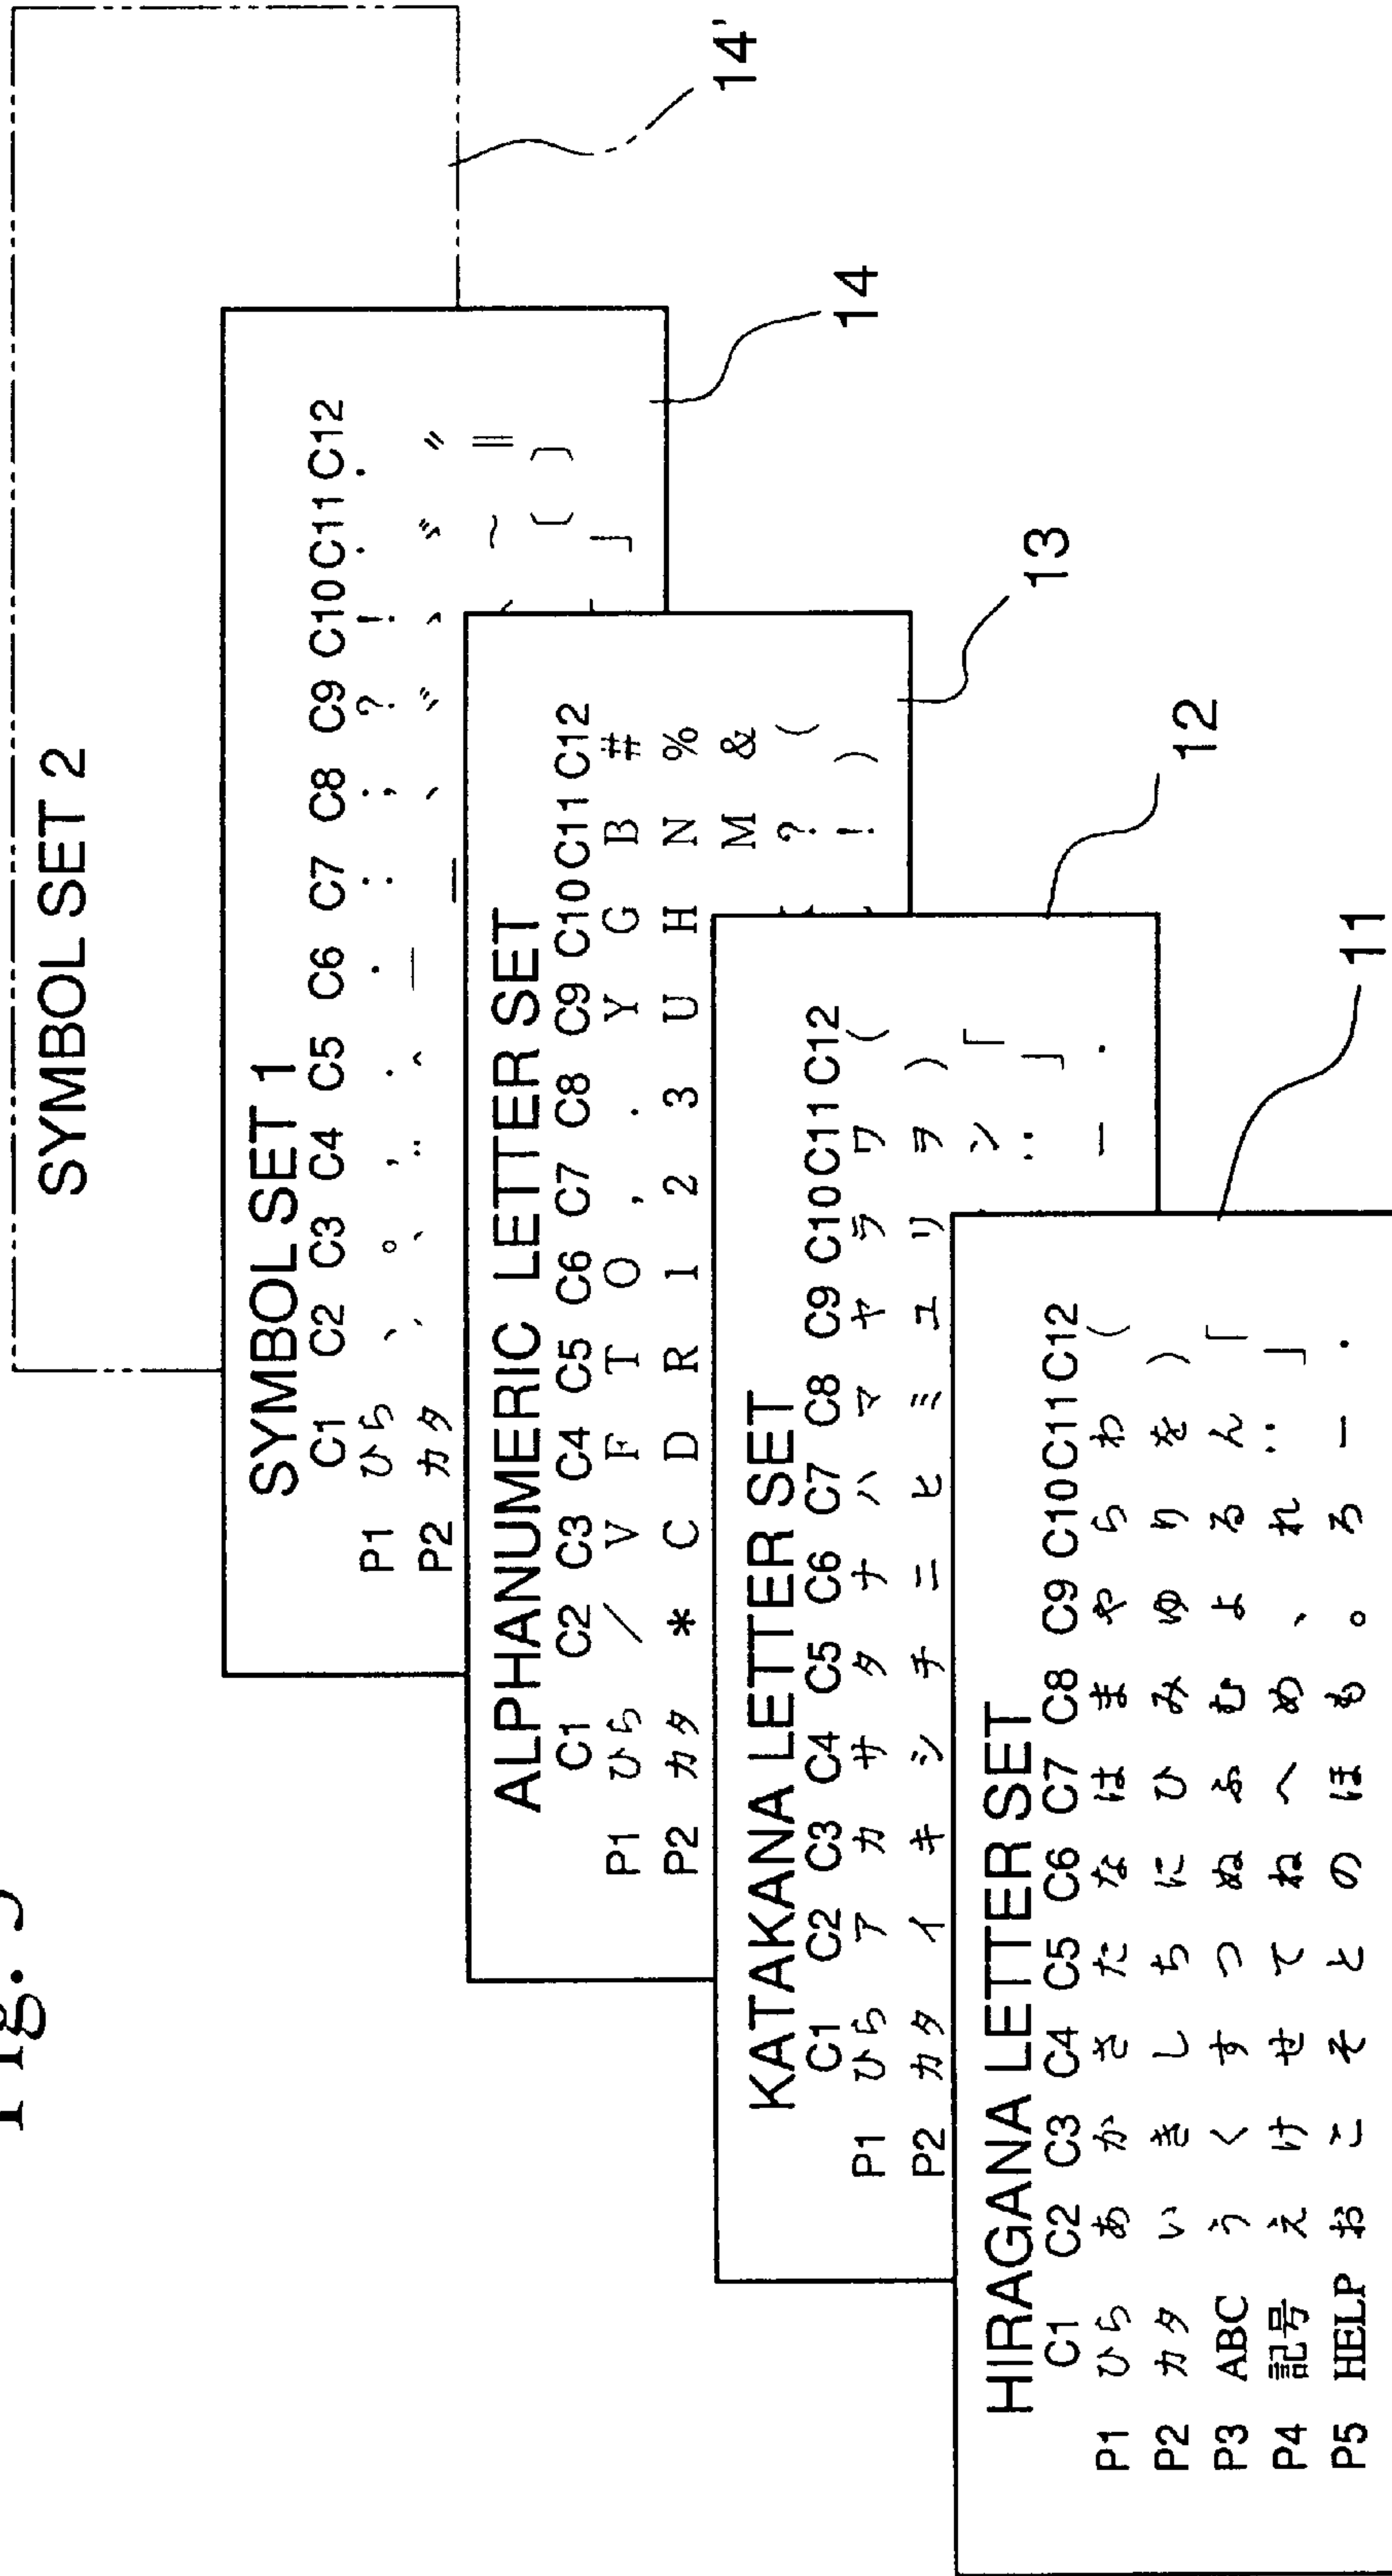 Fig.
SYMBOL SET 2
SYMBOL SET 1
C1 C2 C3 C4 C5 C6 C7 C8 C9 C10 C11 C12
P1 ひら 、 。 , . ・ : ; ? ! . .
P2 カタ ` ¨ ^ ‾ _ ヽ ヾ ゝ ゞ 〃
~ ‖
〔 〕
」
14'
14
ALPHANUMERIC LETTER SET
C1 C2 C3 C4 C5 C6 C7 C8 C9 C10 C11 C12
P1 ひら / V F T O , . Y G B #
P2 カタ * C D R 1 2 3 U H N %
M &
? (
! )
13
KATAKANA LETTER SET
C1 C2 C3 C4 C5 C6 C7 C8 C9 C10 C11 C12
P1 ひら ア カ サ タ ナ ハ マ ヤ ラ ワ (
P2 カタ イ キ シ チ ニ ヒ ミ ユ リ ヲ )
ン 「
¨ 」
ー .
12
HIRAGANA LETTER SET
C1 C2 C3 C4 C5 C6 C7 C8 C9 C10 C11 C12
P1 ひら あ か さ た な は ま や ら わ (
P2 カタ い き し ち に ひ み ゆ り を )
P3 ABC う く す つ ぬ ふ む よ る ん 「
P4 記号 え け せ て ね へ め 、 れ ¨ 」
P5 HELP お こ そ と の ほ も 。 ろ ー .
11